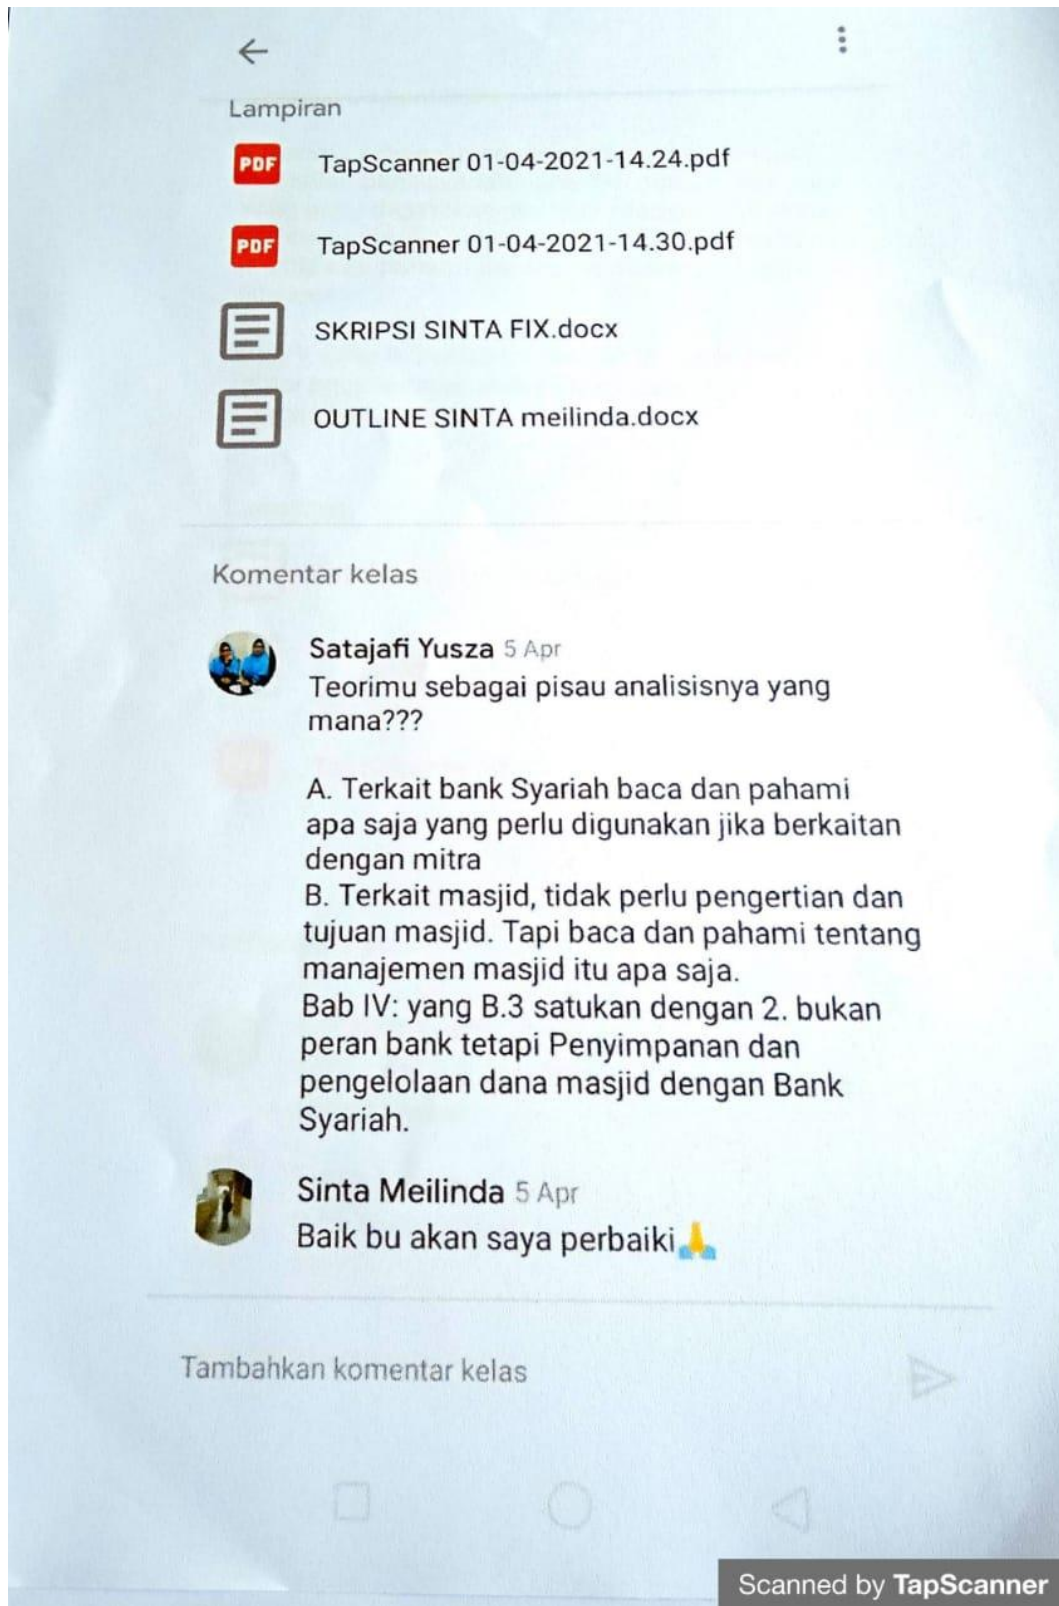 Lampiran
PDF TapScanner 01-04-2021-14.24.pdf
PDF TapScanner 01-04-2021-14.30.pdf
SKRIPSI SINTA FIX.docx
OUTLINE SINTA meilinda.docx
Komentar kelas
Satajafi Yusza 5 Apr
Teorimu sebagai pisau analisisnya yang
mana???
A. Terkait bank Syariah baca dan pahami
apa saja yang perlu digunakan jika berkaitan
dengan mitra
B. Terkait masjid, tidak perlu pengertian dan
tujuan masjid. Tapi baca dan pahami tentang
manajemen masjid itu apa saja.
Bab IV: yang B.3 satukan dengan 2. bukan
peran bank tetapi Penyimpanan dan
pengelolaan dana masjid dengan Bank
Syariah.
Sinta Meilinda 5 Apr
Baik bu akan saya perbaiki🙏
Tambahkan komentar kelas
Scanned by TapScanner